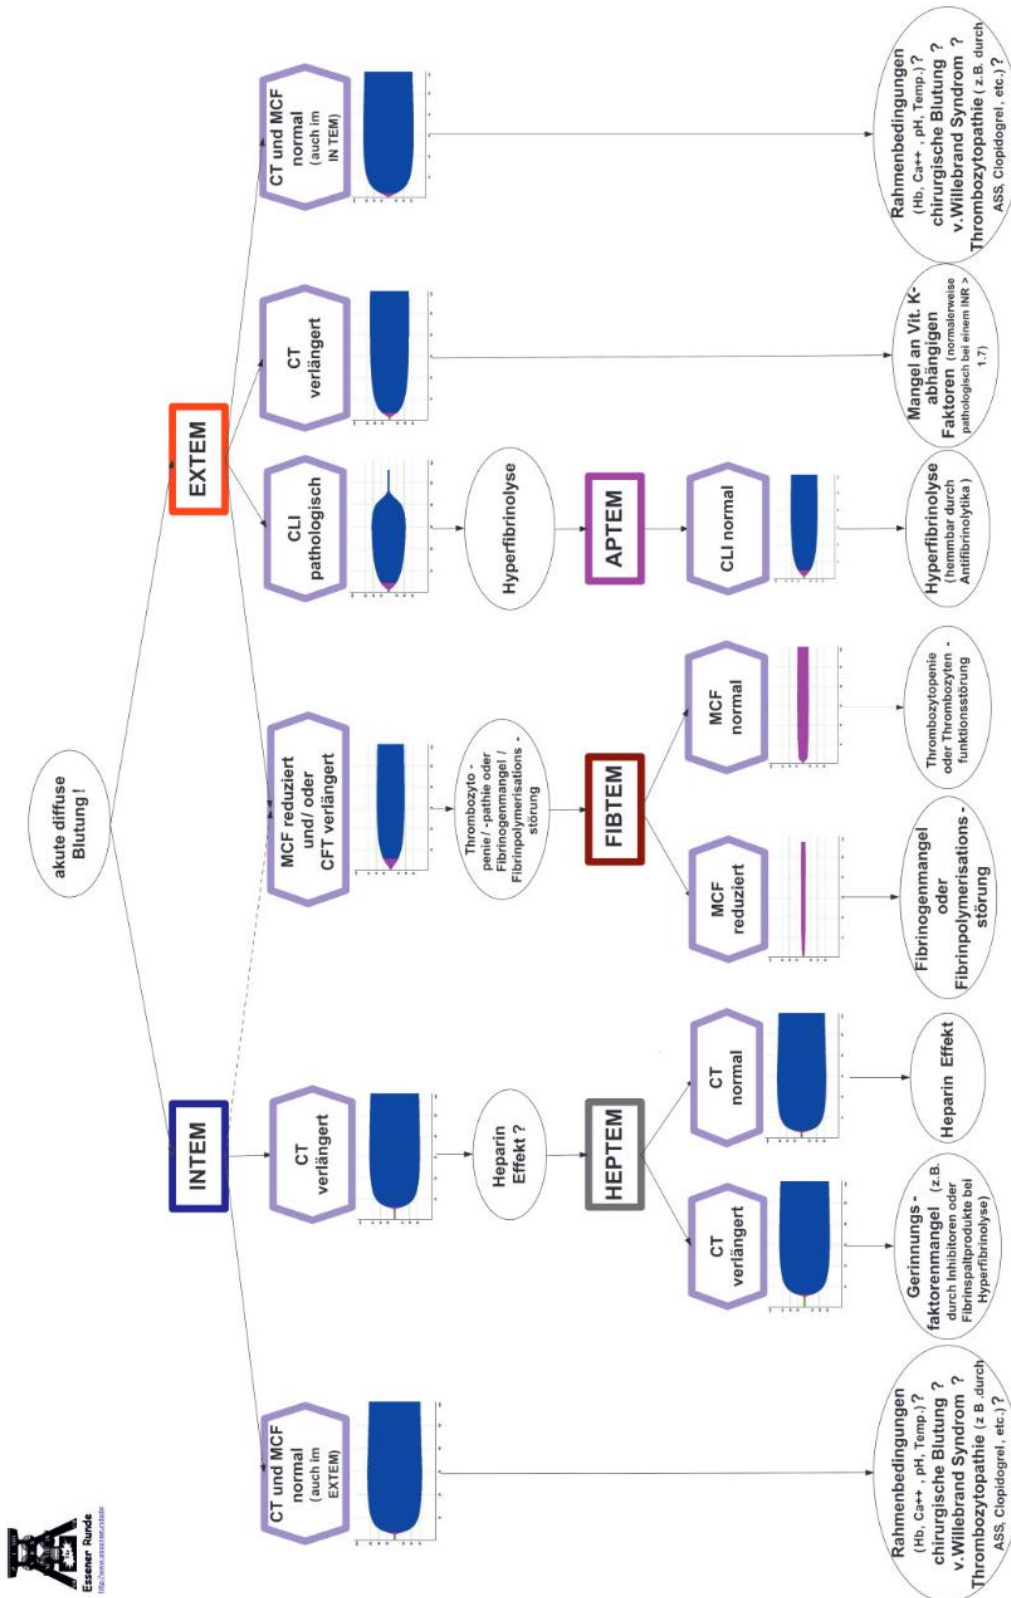 Essener Runde
akute diffuse
Blutung !
INTEM
EXTEM
CT und MCF
normal
(auch im
EXTEM)
CT
verlängert
MCF reduziert
und/ oder
CFT verlängert
CLI
pathologisch
CT
verlängert
CT und MCF
normal
(auch im
IN TEM)
Heparin
Effekt ?
Thrombozyto -
penie / -pathie oder
Fibrinogenmangel /
Fibrinpolymerisations -
störung
Hyperfibrinolyse
HEPTEM
FIBTEM
APTEM
CT
verlängert
CT
normal
MCF
reduziert
MCF
normal
CLI normal
Rahmenbedingungen
(Hb, Ca++ , pH, Temp.) ?
chirurgische Blutung ?
v.Willebrand Syndrom ?
Thrombozytopathie ( z B .durch
ASS, Clopidogrel , etc.) ?
Gerinnungs -
faktorenmangel (z.B.
durch Inhibitoren oder
Fibrinspaltprodukte bei
Hyperfibrinolyse)
Heparin Effekt
Fibrinogenmangel
oder
Fibrinpolymerisations -
störung
Thrombozytopenie
oder Thrombozyten -
funktionsstörung
Hyperfibrinolyse
(hemmbar durch
Antifibrinolytika )
Mangel an Vit. K-
abhängigen
Faktoren (normalerweise
pathologisch bei einem INR >
1.7)
Rahmenbedingungen
(Hb, Ca++ , pH, Temp.) ?
chirurgische Blutung ?
v.Willebrand Syndrom ?
Thrombozytopathie ( z.B. durch
ASS, Clopidogrel , etc.) ?